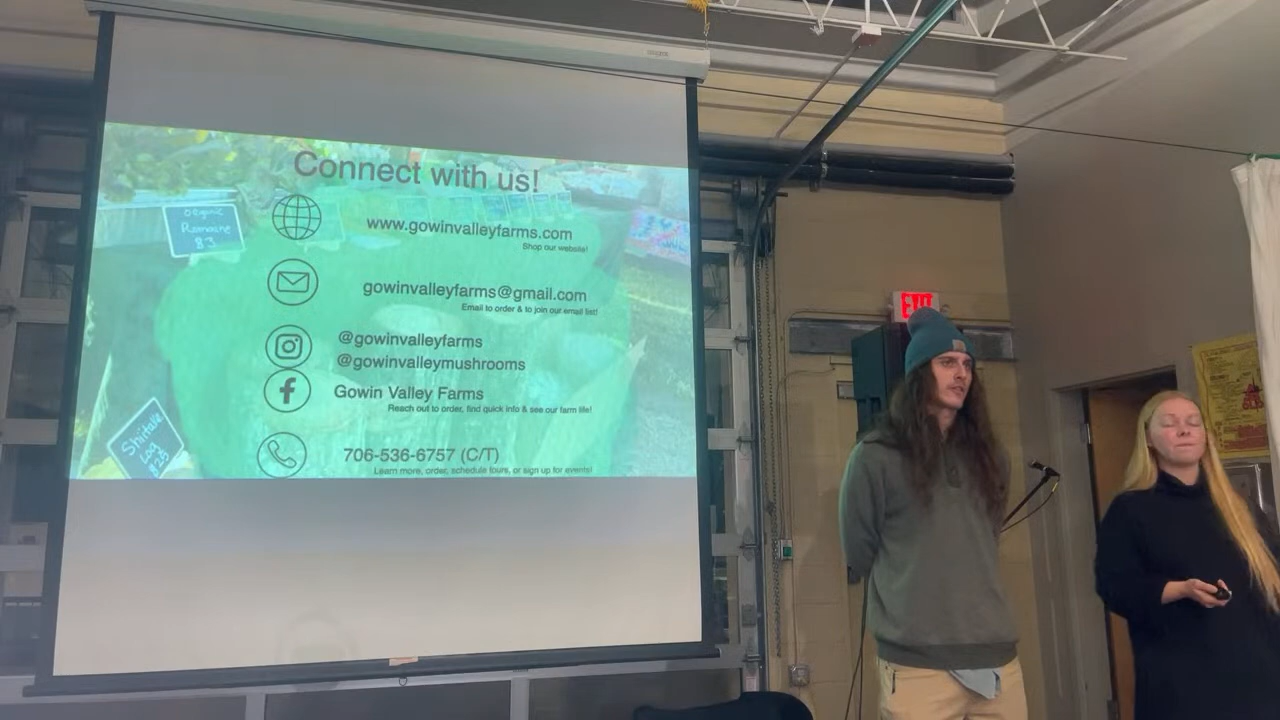 Connect with us!
Organic
Romaine
$3
www.gowinvalleyfarms.com
Shop our website!
gowinvalleyfarms@gmail.com
Email to order & to join our email list!
@gowinvalleyfarms
@gowinvalleymushrooms
Gowin Valley Farms
Reach out to order, find quick info & see our farm life!
Shiitake
Log
$25
706-536-6757 (C/T)
Learn more, order, schedule tours, or sign up for events!
EXIT